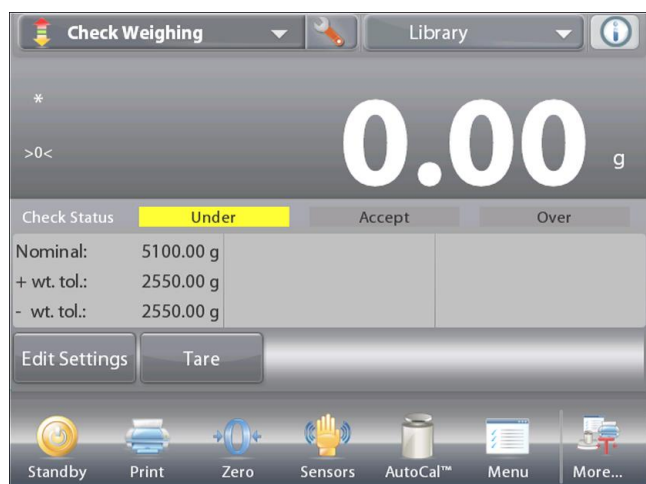 Check Weighing Library
*
>0<
0.00 g
Check Status Under Accept Over
Nominal: 5100.00 g
+ wt. tol.: 2550.00 g
- wt. tol.: 2550.00 g
Edit Settings Tare
Standby Print Zero Sensors AutoCal™ Menu More...